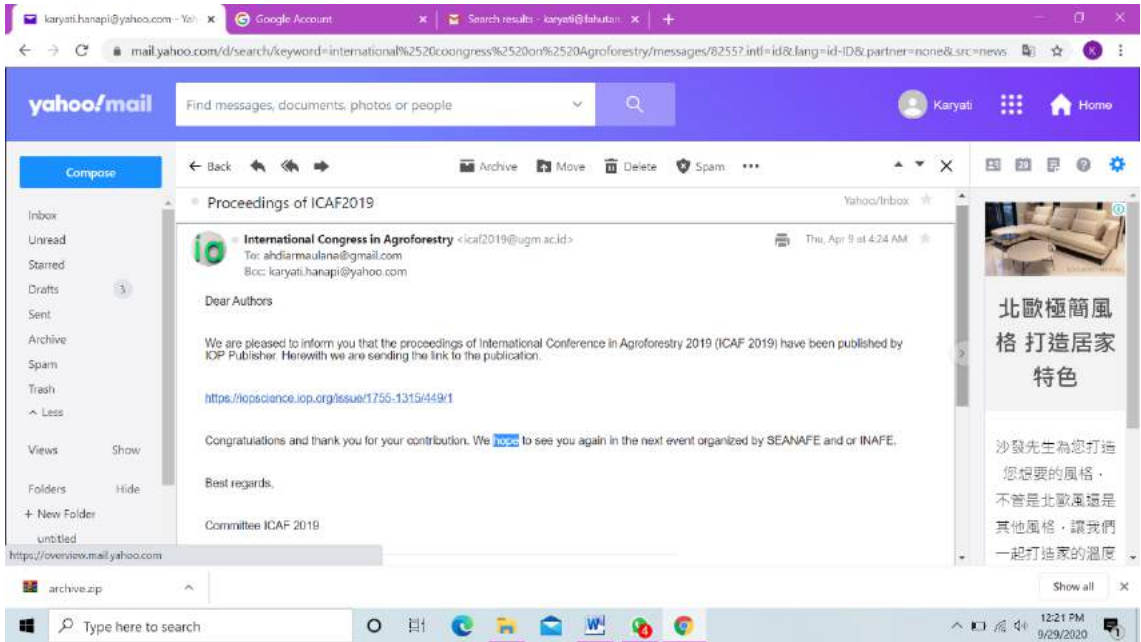 karyati.hanapi@yahoo.com - Yah
Google Account
Search results - karyati@fahutan
mail.yahoo.com/d/search/keyword=international%2520coongress%2520on%2520Agroforestry/messages/8255?.intl=id&.lang=id-ID&.partner=none&.src=news
K
yahoo!mail
Find messages, documents, photos or people
Karyati
Home
Compose
Back
Archive
Move
Delete
Spam
29
Inbox
Unread
Starred
Drafts 3
Sent
Archive
Spam
Trash
Less
Views Show
Folders Hide
+ New Folder
untitled
https://overview.mail.yahoo.com
Proceedings of ICAF2019
Yahoo/Inbox
International Congress in Agroforestry <icaf2019@ugm.ac.id>
Thu, Apr 9 at 4:24 AM
To: ahdiarmaulana@gmail.com
Bcc: karyati.hanapi@yahoo.com
Dear Authors
We are pleased to inform you that the proceedings of International Conference in Agroforestry 2019 (ICAF 2019) have been published by
IOP Publisher. Herewith we are sending the link to the publication.
https://iopscience.iop.org/issue/1755-1315/449/1
Congratulations and thank you for your contribution. We hope to see you again in the next event organized by SEANAFE and or INAFE.
Best regards,
Committee ICAF 2019
北歐極簡風
格 打造居家
特色
沙發先生為您打造
您想要的風格，
不管是北歐風還是
其他風格，讓我們
一起打造家的溫度
archive.zip
Show all
Type here to search
12:21 PM
9/29/2020